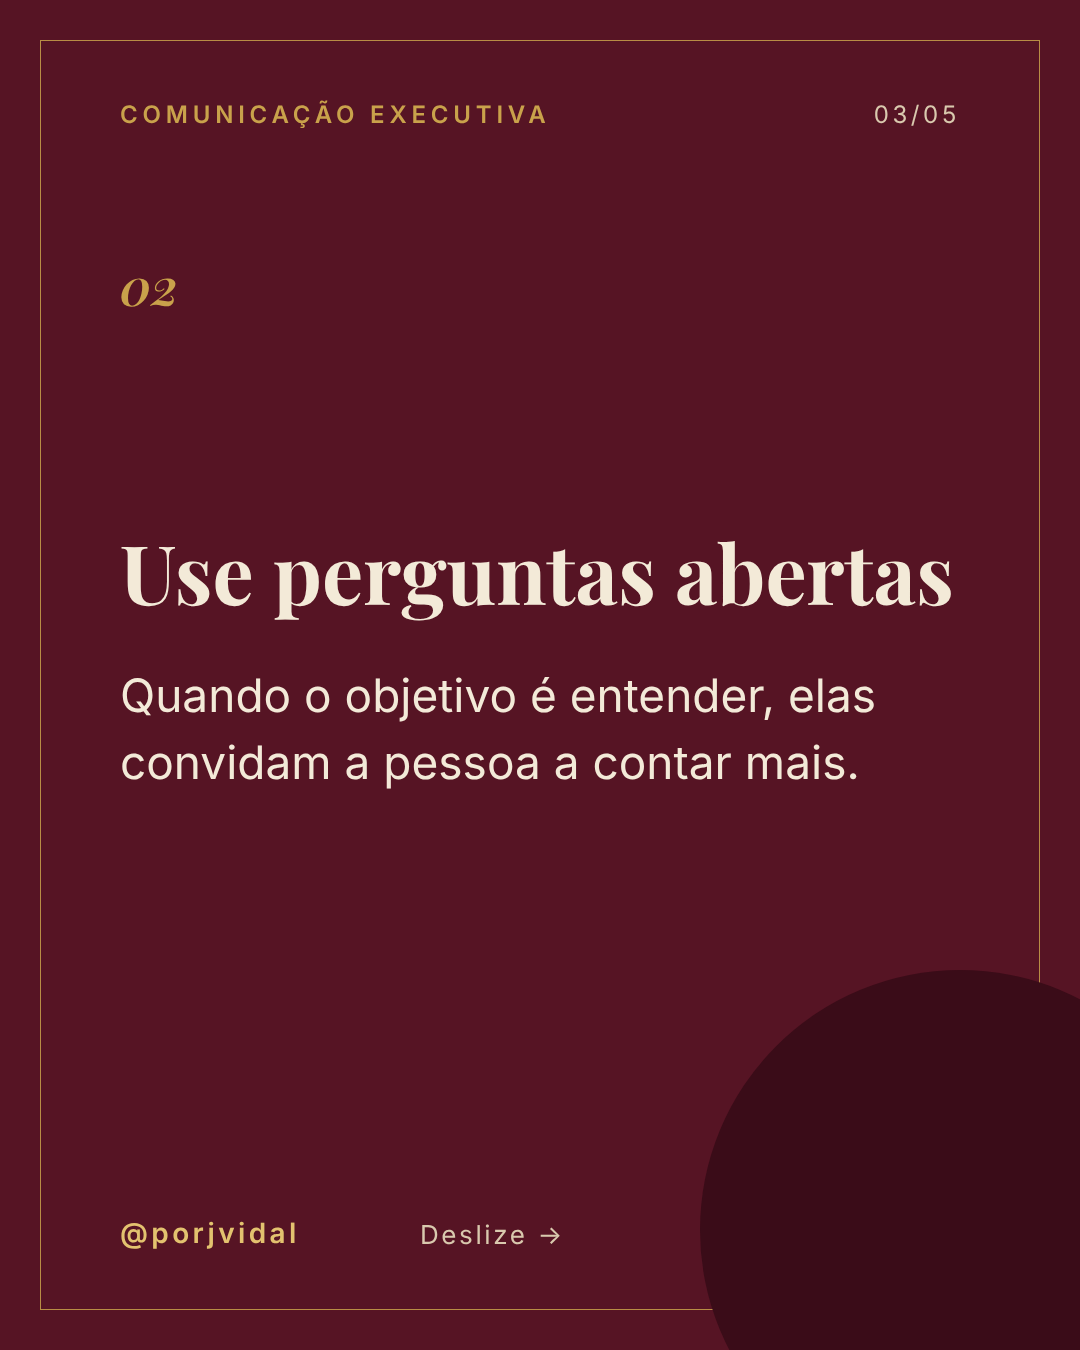 COMUNICAÇÃO EXECUTIVA
03/05
02
Use perguntas abertas
Quando o objetivo é entender, elas
convidam a pessoa a contar mais.
@porjvidal
Deslize →